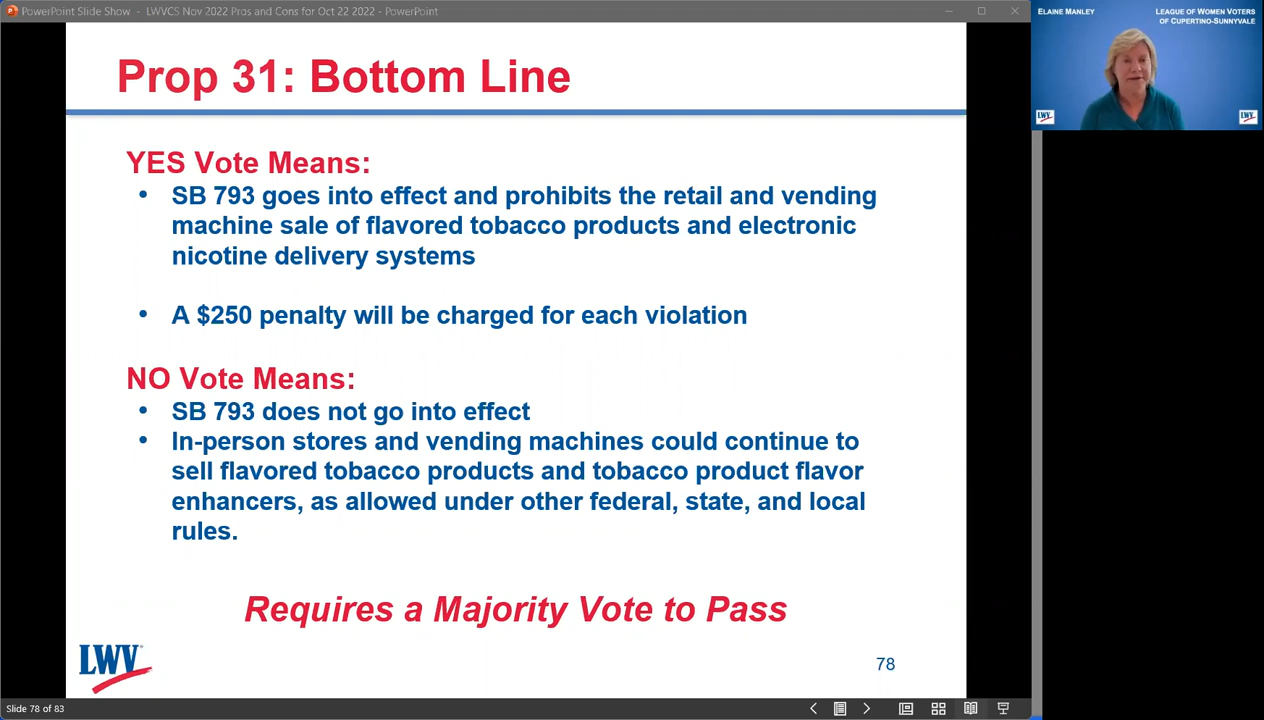 PowerPoint Slide Show - LWVCS Nov 2022 Pros and Cons for Oct 22 2022 - PowerPoint
ELAINE MANLEY
LEAGUE OF WOMEN VOTERS
OF CUPERTINO-SUNNYVALE
LWV
LWV
Prop 31: Bottom Line
YES Vote Means:
• SB 793 goes into effect and prohibits the retail and vending
machine sale of flavored tobacco products and electronic
nicotine delivery systems
• A $250 penalty will be charged for each violation
NO Vote Means:
• SB 793 does not go into effect
• In-person stores and vending machines could continue to
sell flavored tobacco products and tobacco product flavor
enhancers, as allowed under other federal, state, and local
rules.
Requires a Majority Vote to Pass
LWV
78
Slide 78 of 83